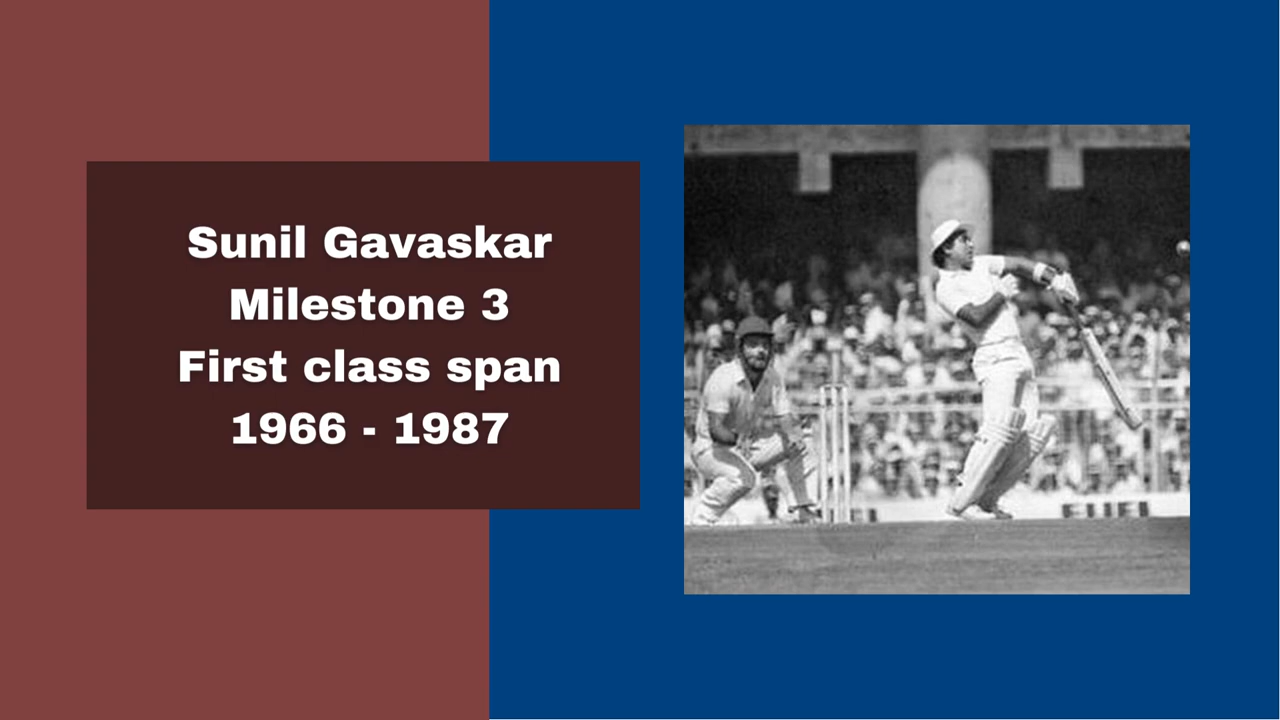 Sunil Gavaskar
Milestone 3
First class span
1966 - 1987